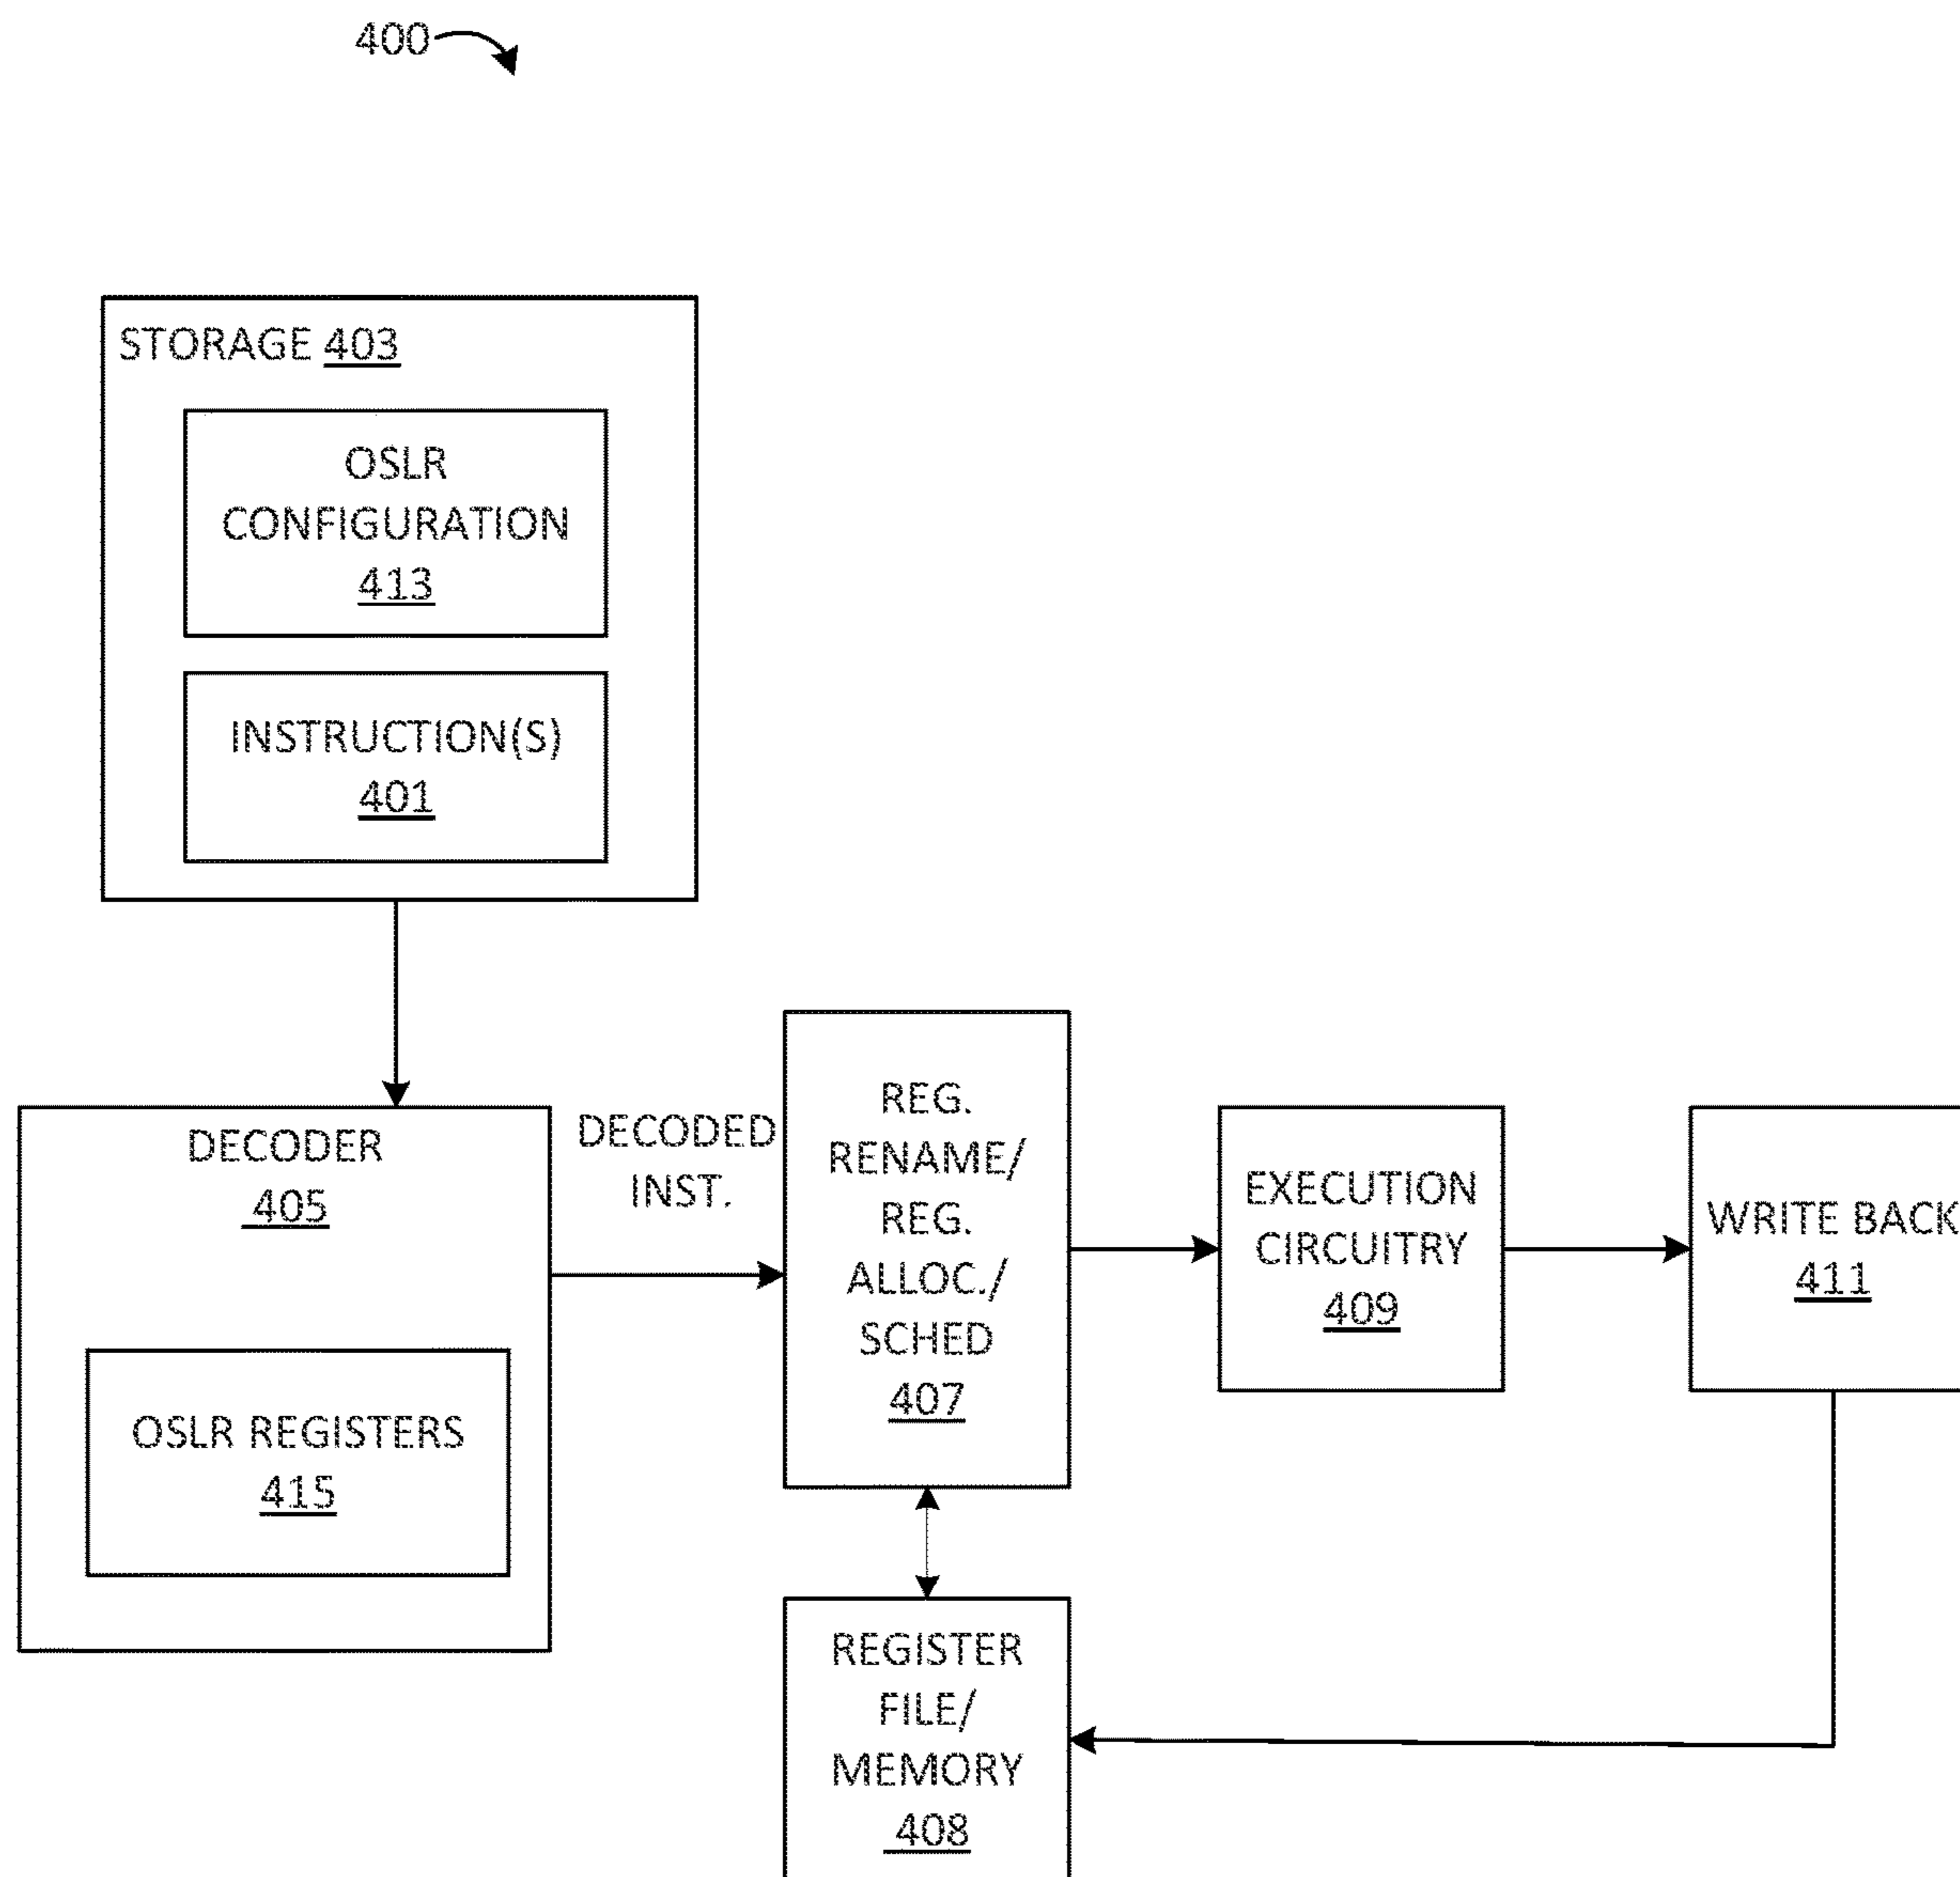 400
STORAGE 403
OSLR
CONFIGURATION
413
INSTRUCTION(S)
401
DECODER
405
OSLR REGISTERS
415
DECODED
INST.
REG.
RENAME/
REG.
ALLOC./
SCHED
407
EXECUTION
CIRCUITRY
409
WRITE BACK
411
REGISTER
FILE/
MEMORY
408